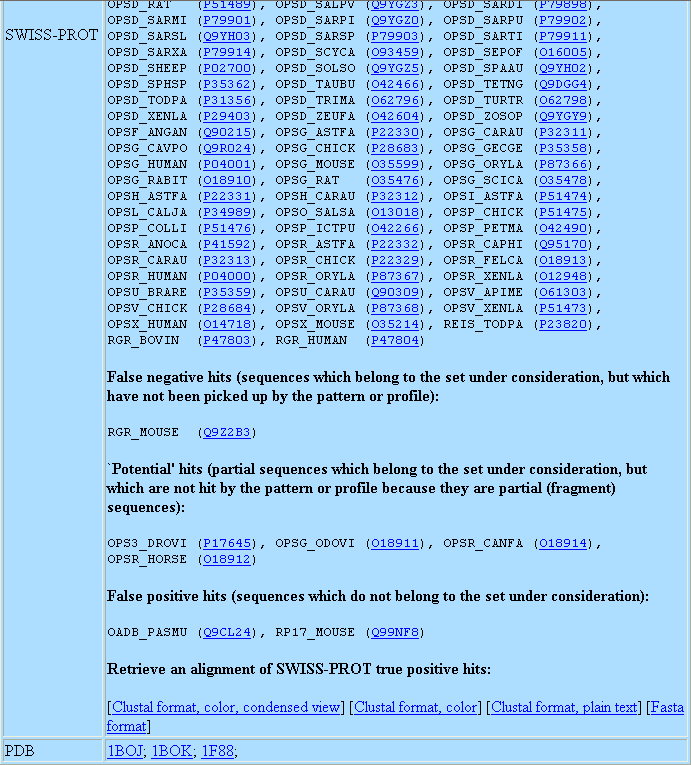 OPSD_RAT (P51489), OPSD_SALPV (Q9YGZ3), OPSD_SARDI (P79898),
SWISS-PROT
OPSD_SARMI (P79901), OPSD_SARPI (Q9YGZ0), OPSD_SARPU (P79902),
OPSD_SARSL (Q9YH03), OPSD_SARSP (P79903), OPSD_SARTI (P79911),
OPSD_SARXA (P79914), OPSD_SCYCA (O93459), OPSD_SEPOF (O16005),
OPSD_SHEEP (P02700), OPSD_SOLSO (Q9YGZ5), OPSD_SPAAU (Q9YH02),
OPSD_SPHSP (P35362), OPSD_TAUBU (O42466), OPSD_TETNG (Q9DGG4),
OPSD_TODPA (P31356), OPSD_TRIMA (O62796), OPSD_TURTR (O62798),
OPSD_XENLA (P29403), OPSD_ZEUFA (O42604), OPSD_ZOSOP (Q9YGY9),
OPSF_ANGAN (Q90215), OPSG_ASTFA (P22330), OPSG_CARAU (P32311),
OPSG_CAVPO (Q9R024), OPSG_CHICK (P28683), OPSG_GECGE (P35358),
OPSG_HUMAN (P04001), OPSG_MOUSE (O35599), OPSG_ORYLA (P87366),
OPSG_RABIT (O18910), OPSG_RAT (O35476), OPSG_SCICA (O35478),
OPSH_ASTFA (P22331), OPSH_CARAU (P32312), OPSI_ASTFA (P51474),
OPSL_CALJA (P34989), OPSO_SALSA (O13018), OPSP_CHICK (P51475),
OPSP_COLLI (P51476), OPSP_ICTPU (O42266), OPSP_PETMA (O42490),
OPSR_ANOCA (P41592), OPSR_ASTFA (P22332), OPSR_CAPHI (Q95170),
OPSR_CARAU (P32313), OPSR_CHICK (P22329), OPSR_FELCA (O18913),
OPSR_HUMAN (P04000), OPSR_ORYLA (P87367), OPSR_XENLA (O12948),
OPSU_BRARE (P35359), OPSU_CARAU (Q90309), OPSV_APIME (O61303),
OPSV_CHICK (P28684), OPSV_ORYLA (P87368), OPSV_XENLA (P51473),
OPSX_HUMAN (O14718), OPSX_MOUSE (O35214), REIS_TODPA (P23820),
RGR_BOVIN (P47803), RGR_HUMAN (P47804)
False negative hits (sequences which belong to the set under consideration, but which
have not been picked up by the pattern or profile):
RGR_MOUSE (Q9Z2B3)
`Potential' hits (partial sequences which belong to the set under consideration, but
which are not hit by the pattern or profile because they are partial (fragment)
sequences):
OPS3_DROVI (P17645), OPSG_ODOVI (O18911), OPSR_CANFA (O18914),
OPSR_HORSE (O18912)
False positive hits (sequences which do not belong to the set under consideration):
OADB_PASMU (Q9CL24), RP17_MOUSE (Q99NF8)
Retrieve an alignment of SWISS-PROT true positive hits:
[Clustal format, color, condensed view] [Clustal format, color] [Clustal format, plain text] [Fasta
format]
PDB 1BOJ; 1BOK; 1F88;